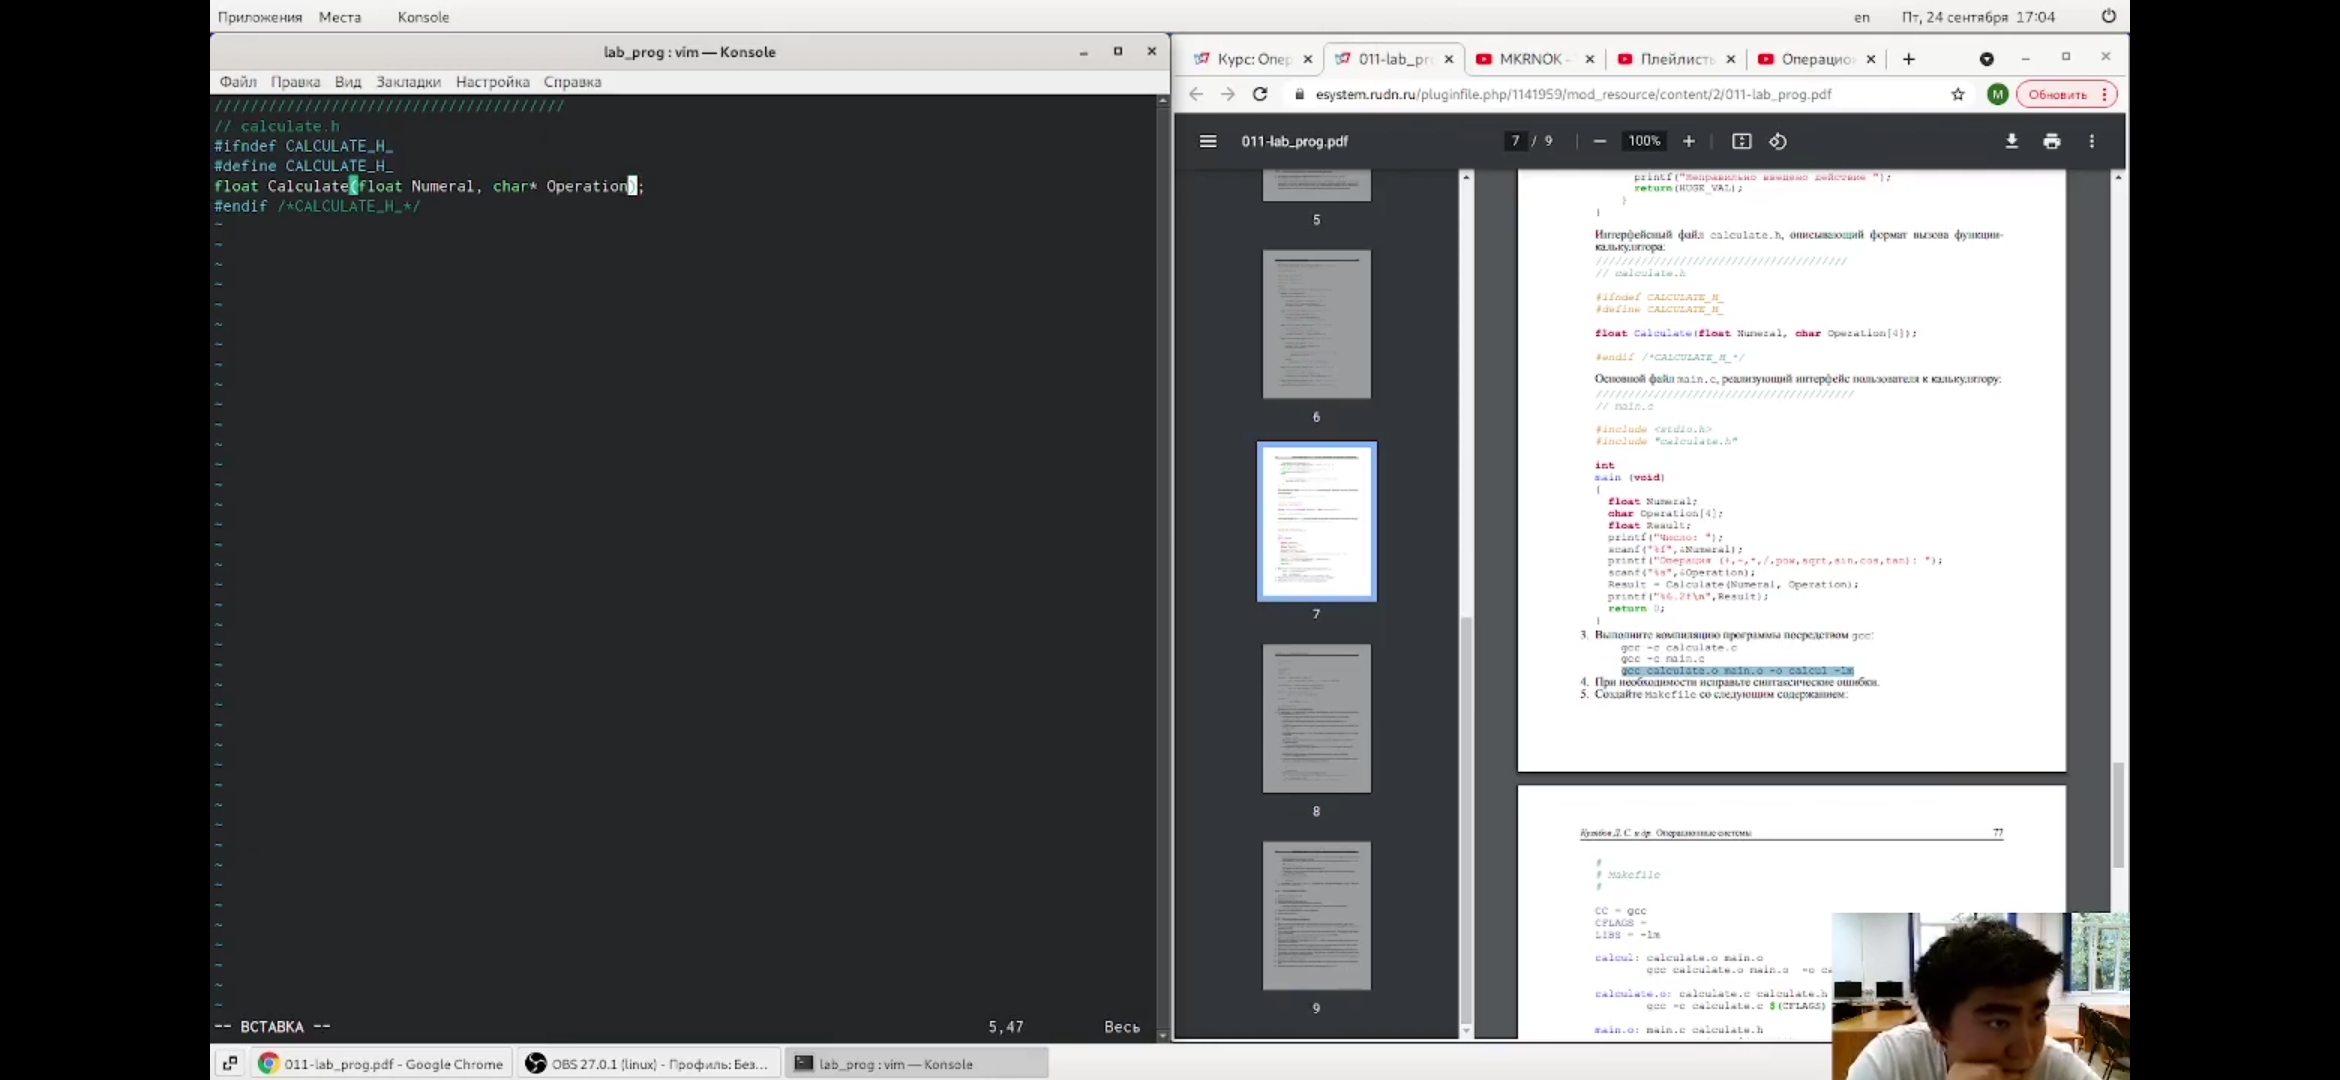 Приложения Места Konsole en Пт, 24 сентября 17:04
lab_prog : vim — Konsole
Файл Правка Вид Закладки Настройка Справка
///////////////////////////////////////
// calculate.h
#ifndef CALCULATE_H_
#define CALCULATE_H_
float Calculate(float Numeral, char* Operation);
#endif /*CALCULATE_H_*/
-- ВСТАВКА -- 5,47 Весь
Курс: Опер 011-lab_pr MKRNOK - Плейлист Операцио
esystem.rudn.ru/pluginfile.php/1141959/mod_resource/content/2/011-lab_prog.pdf M Обновить
011-lab_prog.pdf 7 / 9 100%
5
6
7
8
9
printf("Неправильно введено действие ");
return(HUGE_VAL);
}
}
Интерфейсный файл calculate.h, описывающий формат вызова функции-
калькулятора:
///////////////////////////////////////
// calculate.h
#ifndef CALCULATE_H_
#define CALCULATE_H_
float Calculate(float Numeral, char Operation[4]);
#endif /*CALCULATE_H_*/
Основной файл main.c, реализующий интерфейс пользователя к калькулятору:
////////////////////////////////////////
// main.c
#include <stdio.h>
#include "calculate.h"
int
main (void)
{
float Numeral;
char Operation[4];
float Result;
printf("Число: ");
scanf("%f",&Numeral);
printf("Операция (+,-,*,/,pow,sqrt,sin,cos,tan): ");
scanf("%s",&Operation);
Result = Calculate(Numeral, Operation);
printf("%6.2f\n",Result);
return 0;
}
3. Выполните компиляцию программы посредством gcc:
gcc -c calculate.c
gcc -c main.c
gcc calculate.o main.o -o calcul -lm
4. При необходимости исправьте синтаксические ошибки.
5. Создайте Makefile со следующим содержанием:
Кулябов Д. С. и др. Операционные системы 77
#
# Makefile
#
CC = gcc
CFLAGS =
LIBS = -lm
calcul: calculate.o main.o
gcc calculate.o main.o -o ca
calculate.o: calculate.c calculate.h
gcc -c calculate.c $(CFLAGS)
main.o: main.c calculate.h
011-lab_prog.pdf - Google Chrome OBS 27.0.1 (linux) - Профиль: Без... lab_prog : vim — Konsole